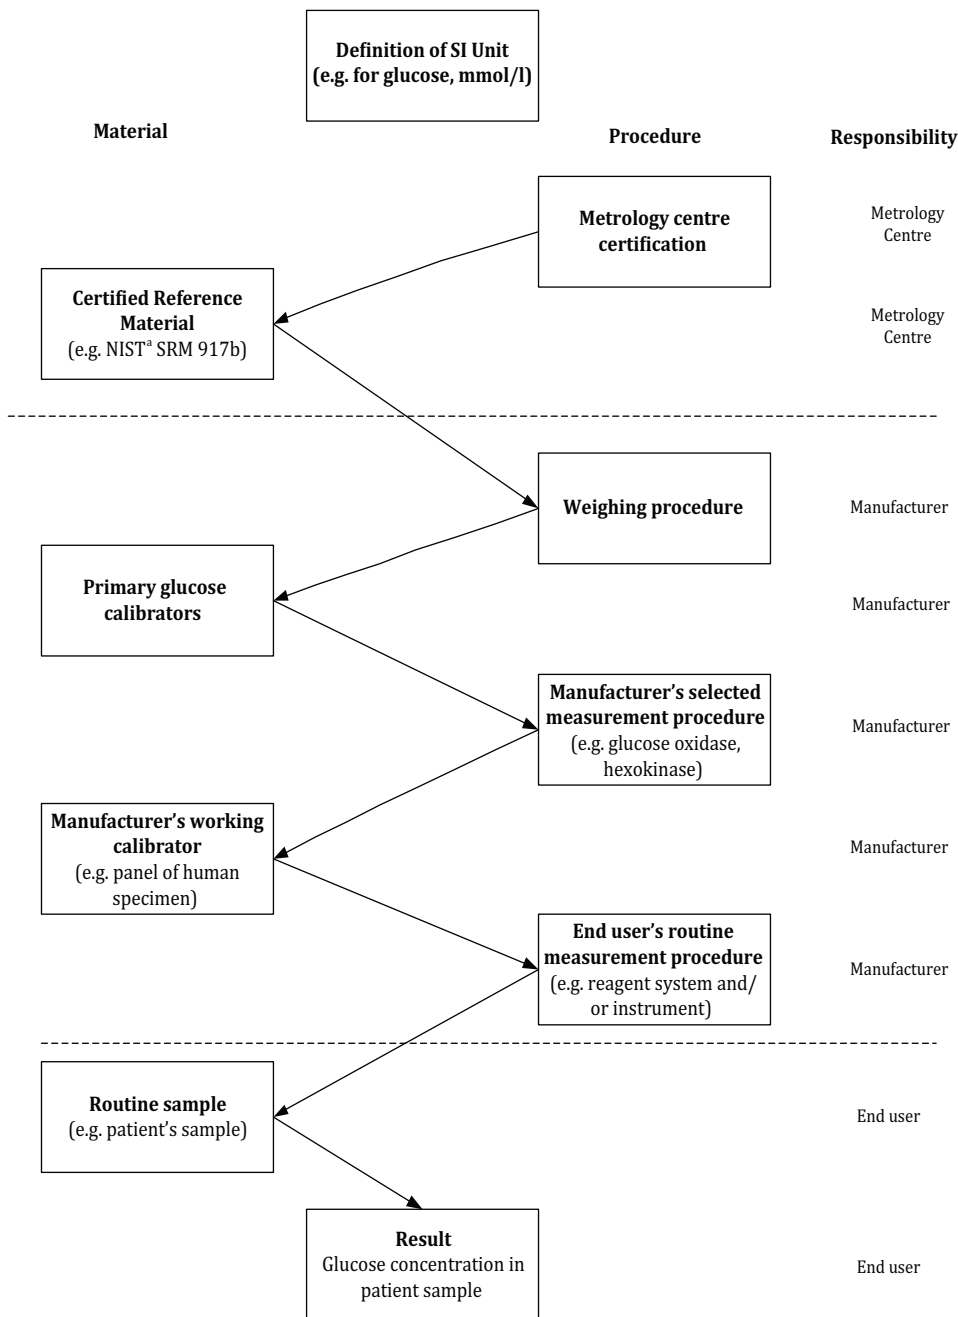 Definition of SI Unit
(e.g. for glucose, mmol/l)
Material
Procedure
Responsibility
Metrology centre
certification
Metrology
Centre
Certified Reference
Material
(e.g. NISTᵃ SRM 917b)
Metrology
Centre
Weighing procedure
Manufacturer
Primary glucose
calibrators
Manufacturer
Manufacturer’s selected
measurement procedure
(e.g. glucose oxidase,
hexokinase)
Manufacturer
Manufacturer’s working
calibrator
(e.g. panel of human
specimen)
Manufacturer
End user’s routine
measurement procedure
(e.g. reagent system and/
or instrument)
Manufacturer
Routine sample
(e.g. patient’s sample)
End user
Result
Glucose concentration in
patient sample
End user